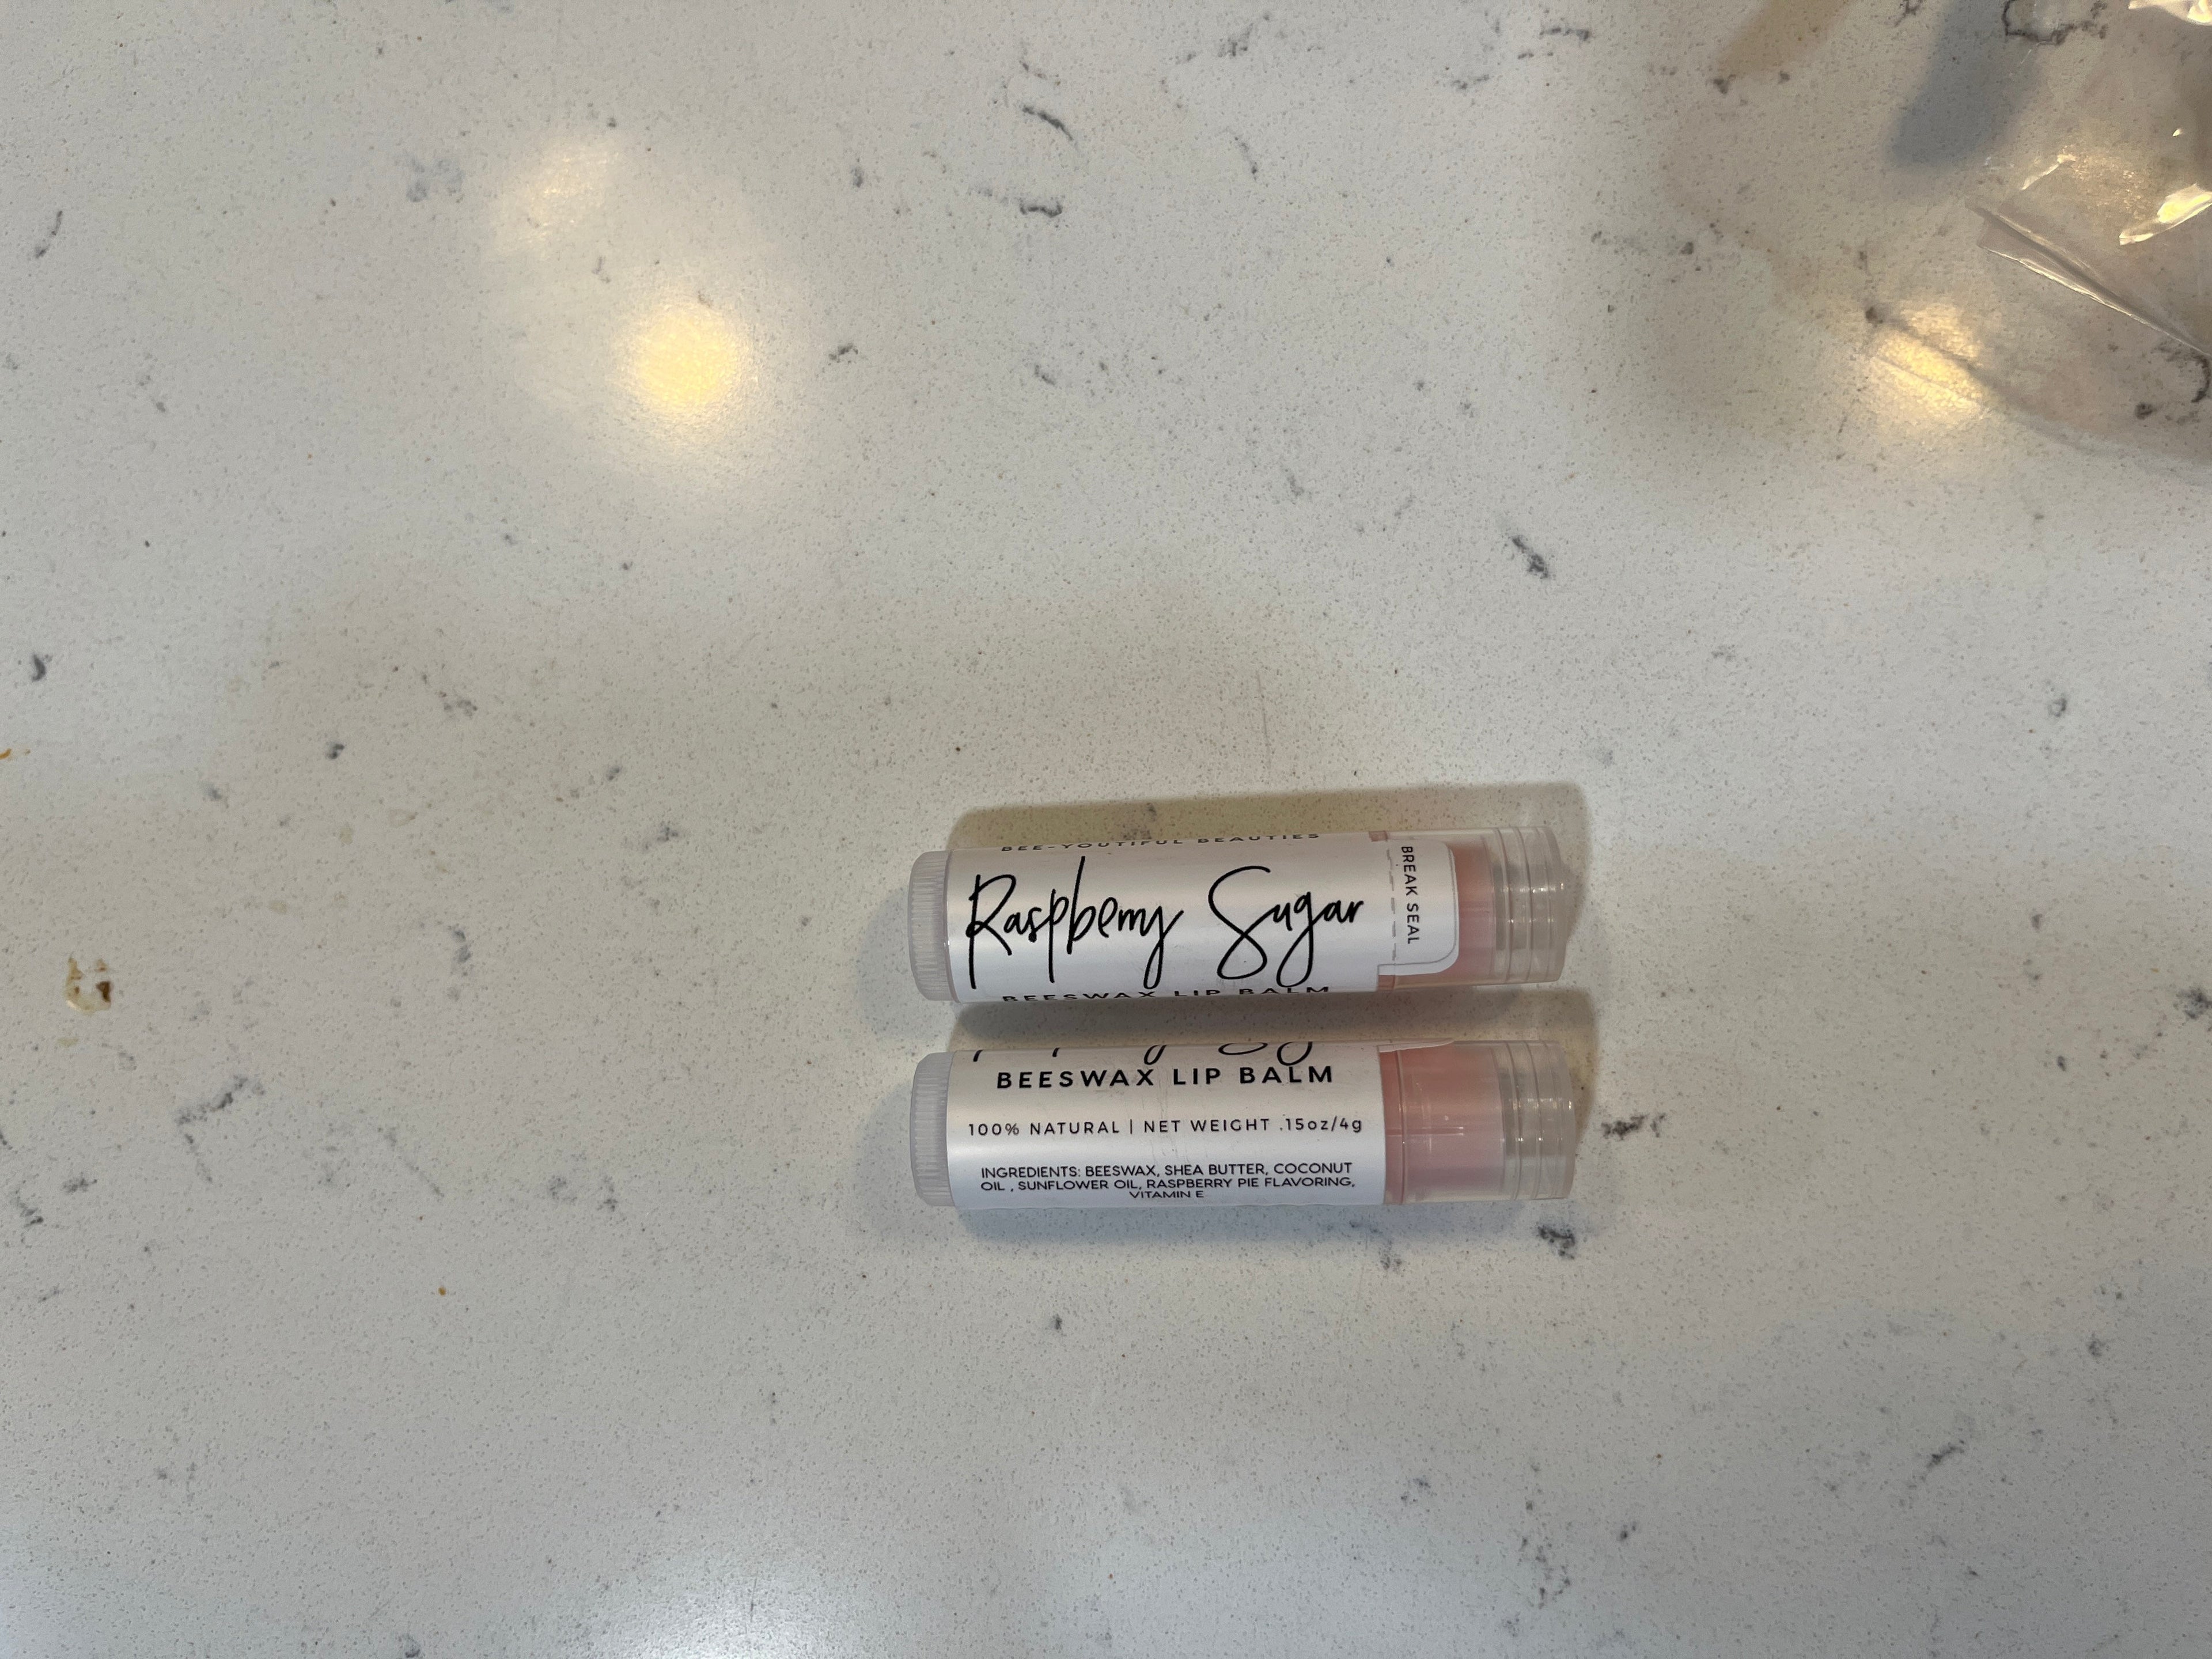 BEE-YOUTIFUL BEAUTIES
Raspberry Sugar
BEESWAX LIP BALM
BREAK SEAL
BEESWAX LIP BALM
100% NATURAL | NET WEIGHT .15oz/4g
INGREDIENTS: BEESWAX, SHEA BUTTER, COCONUT
OIL , SUNFLOWER OIL, RASPBERRY PIE FLAVORING,
VITAMIN E